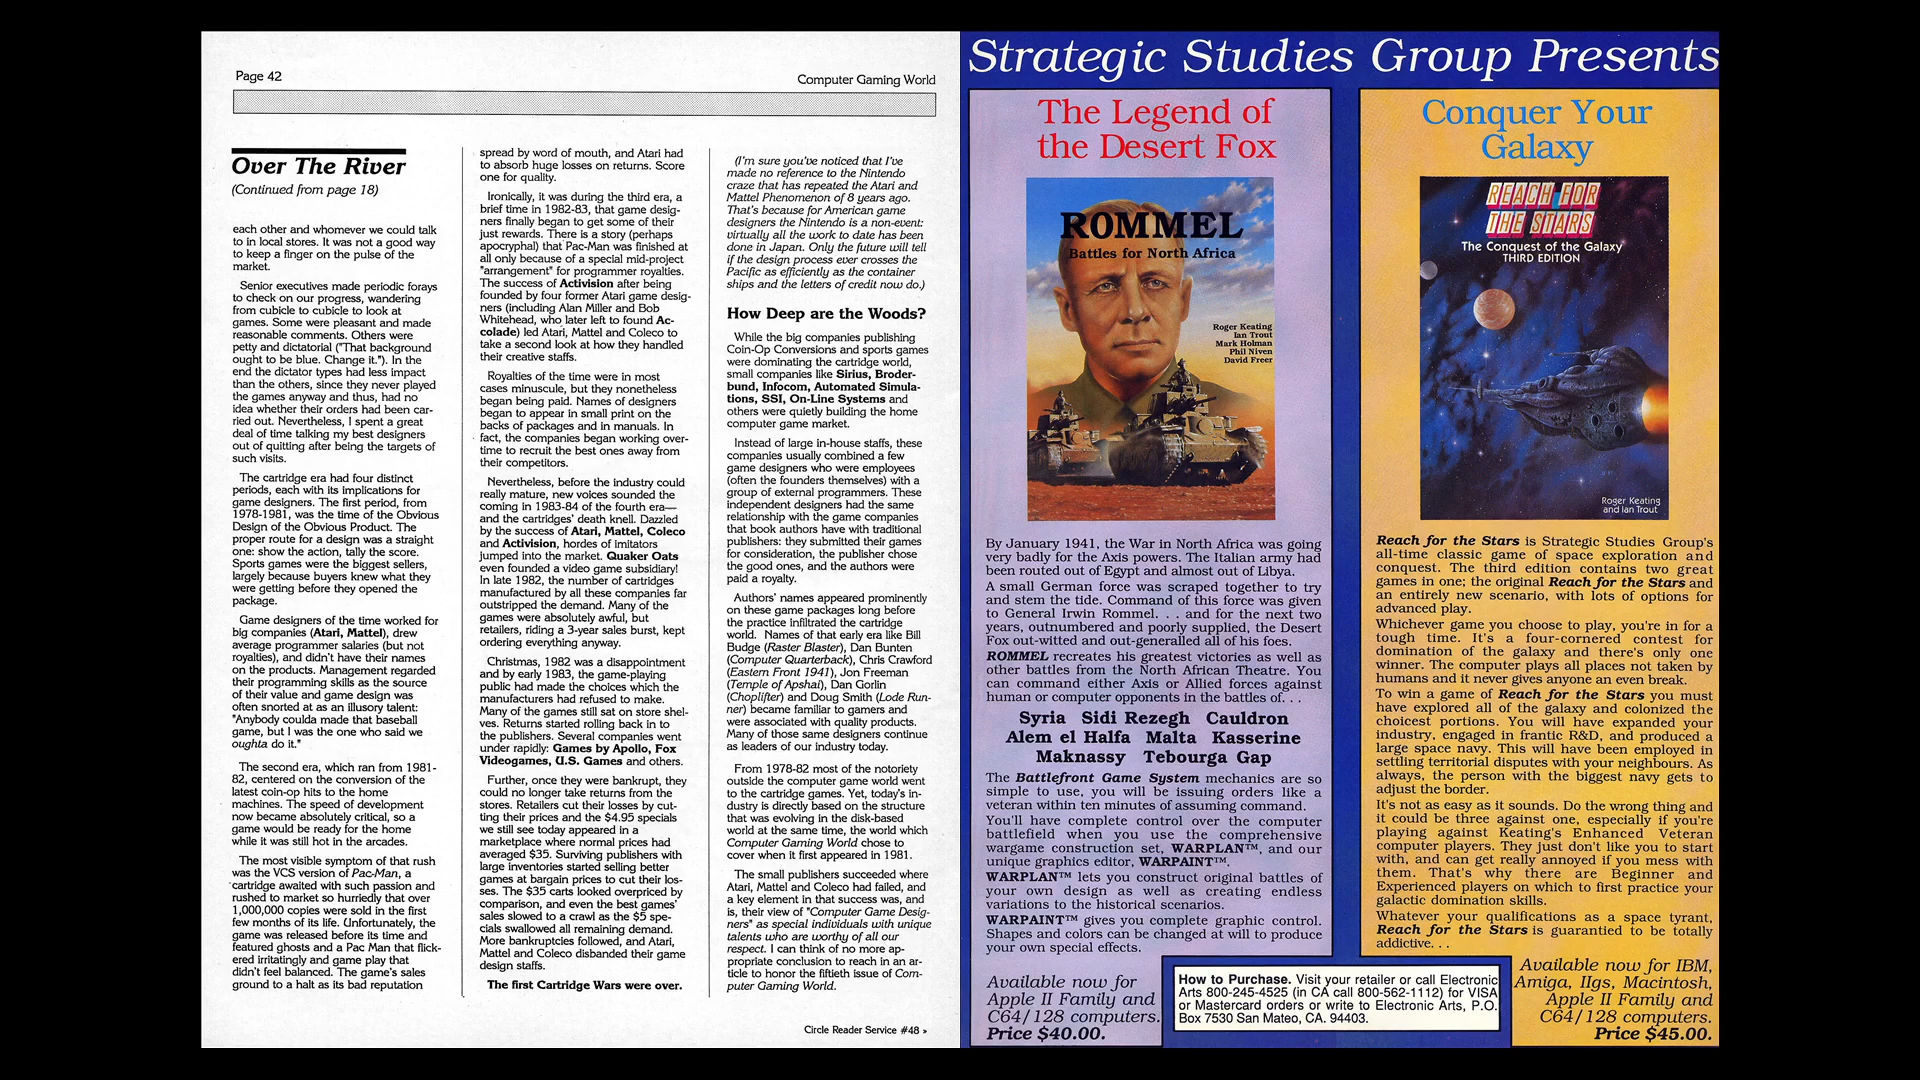 Page 42
Computer Gaming World
Over The River
(Continued from page 18)
each other and whomever we could talk
to in local stores. It was not a good way
to keep a finger on the pulse of the
market.
Senior executives made periodic forays
to check on our progress, wandering
from cubicle to cubicle to look at
games. Some were pleasant and made
reasonable comments. Others were
petty and dictatorial ("That background
ought to be blue. Change it."). In the
end the dictator types had less impact
than the others, since they never played
the games anyway and thus, had no
idea whether their orders had been car-
ried out. Nevertheless, I spent a great
deal of time talking my best designers
out of quitting after being the targets of
such visits.
The cartridge era had four distinct
periods, each with its implications for
game designers. The first period, from
1978-1981, was the time of the Obvious
Design of the Obvious Product. The
proper route for a design was a straight
one: show the action, tally the score.
Sports games were the biggest sellers,
largely because buyers knew what they
were getting before they opened the
package.
Game designers of the time worked for
big companies (Atari, Mattel), drew
average programmer salaries (but not
royalties), and didn't have their names
on the products. Management regarded
their programming skills as the source
of their value and game design was
often snorted at as an illusory talent:
"Anybody coulda made that baseball
game, but I was the one who said we
oughta do it."
The second era, which ran from 1981-
82, centered on the conversion of the
latest coin-op hits to the home
machines. The speed of development
now became absolutely critical, so a
game would be ready for the home
while it was still hot in the arcades.
The most visible symptom of that rush
was the VCS version of Pac-Man, a
cartridge awaited with such passion and
rushed to market so hurriedly that over
1,000,000 copies were sold in the first
few months of its life. Unfortunately, the
game was released before its time and
featured ghosts and a Pac Man that flick-
ered irritatingly and game play that
didn't feel balanced. The game's sales
ground to a halt as its bad reputation
spread by word of mouth, and Atari had
to absorb huge losses on returns. Score
one for quality.
Ironically, it was during the third era, a
brief time in 1982-83, that game desig-
ners finally began to get some of their
just rewards. There is a story (perhaps
apocryphal) that Pac-Man was finished at
all only because of a special mid-project
"arrangement" for programmer royalties.
The success of Activision after being
founded by four former Atari game desig-
ners (including Alan Miller and Bob
Whitehead, who later left to found Ac-
colade) led Atari, Mattel and Coleco to
take a second look at how they handled
their creative staffs.
Royalties of the time were in most
cases minuscule, but they nonetheless
began being paid. Names of designers
began to appear in small print on the
backs of packages and in manuals. In
fact, the companies began working over-
time to recruit the best ones away from
their competitors.
Nevertheless, before the industry could
really mature, new voices sounded the
coming in 1983-84 of the fourth era—
and the cartridges' death knell. Dazzled
by the success of Atari, Mattel, Coleco
and Activision, hordes of imitators
jumped into the market. Quaker Oats
even founded a video game subsidiary!
In late 1982, the number of cartridges
manufactured by all these companies far
outstripped the demand. Many of the
games were absolutely awful, but
retailers, riding a 3-year sales burst, kept
ordering everything anyway.
Christmas, 1982 was a disappointment
and by early 1983, the game-playing
public had made the choices which the
manufacturers had refused to make.
Many of the games still sat on store shel-
ves. Returns started rolling back in to
the publishers. Several companies went
under rapidly: Games by Apollo, Fox
Videogames, U.S. Games and others.
Further, once they were bankrupt, they
could no longer take returns from the
stores. Retailers cut their losses by cut-
ting their prices and the $4.95 specials
we still see today appeared in a
marketplace where normal prices had
averaged $35. Surviving publishers with
large inventories started selling better
games at bargain prices to cut their los-
ses. The $35 carts looked overpriced by
comparison, and even the best games'
sales slowed to a crawl as the $5 spe-
cials swallowed all remaining demand.
More bankruptcies followed, and Atari,
Mattel and Coleco disbanded their game
design staffs.
The first Cartridge Wars were over.
(I'm sure you've noticed that I've
made no reference to the Nintendo
craze that has repeated the Atari and
Mattel Phenomenon of 8 years ago.
That's because for American game
designers the Nintendo is a non-event:
virtually all the work to date has been
done in Japan. Only the future will tell
if the design process ever crosses the
Pacific as efficiently as the container
ships and the letters of credit now do.)
How Deep are the Woods?
While the big companies publishing
Coin-Op Conversions and sports games
were dominating the cartridge world,
small companies like Sirius, Broder-
bund, Infocom, Automated Simula-
tions, SSI, On-Line Systems and
others were quietly building the home
computer game market.
Instead of large in-house staffs, these
companies usually combined a few
game designers who were employees
(often the founders themselves) with a
group of external programmers. These
independent designers had the same
relationship with the game companies
that book authors have with traditional
publishers: they submitted their games
for consideration, the publisher chose
the good ones, and the authors were
paid a royalty.
Authors' names appeared prominently
on these game packages long before
the practice infiltrated the cartridge
world. Names of that early era like Bill
Budge (Raster Blaster), Dan Bunten
(Computer Quarterback), Chris Crawford
(Eastern Front 1941), Jon Freeman
(Temple of Apshai), Dan Gorlin
(Choplifter) and Doug Smith (Lode Run-
ner) became familiar to gamers and
were associated with quality products.
Many of those same designers continue
as leaders of our industry today.
From 1978-82 most of the notoriety
outside the computer game world went
to the cartridge games. Yet, today's in-
dustry is directly based on the structure
that was evolving in the disk-based
world at the same time, the world which
Computer Gaming World chose to
cover when it first appeared in 1981.
The small publishers succeeded where
Atari, Mattel and Coleco had failed, and
a key element in that success was, and
is, their view of "Computer Game Desig-
ners" as special individuals with unique
talents who are worthy of all our
respect. I can think of no more ap-
propriate conclusion to reach in an ar-
ticle to honor the fiftieth issue of Com-
puter Gaming World.
Circle Reader Service #48 »
Strategic Studies Group Presents
The Legend of
the Desert Fox
ROMMEL
Battles for North Africa
Roger Keating
Ian Trout
Mark Holman
Phil Niven
David Freer
By January 1941, the War in North Africa was going
very badly for the Axis powers. The Italian army had
been routed out of Egypt and almost out of Libya.
A small German force was scraped together to try
and stem the tide. Command of this force was given
to General Irwin Rommel. . . and for the next two
years, outnumbered and poorly supplied, the Desert
Fox out-witted and out-generalled all of his foes.
ROMMEL recreates his greatest victories as well as
other battles from the North African Theatre. You
can command either Axis or Allied forces against
human or computer opponents in the battles of. . .
Syria Sidi Rezegh Cauldron
Alem el Halfa Malta Kasserine
Maknassy Tebourga Gap
The Battlefront Game System mechanics are so
simple to use, you will be issuing orders like a
veteran within ten minutes of assuming command.
You'll have complete control over the computer
battlefield when you use the comprehensive
wargame construction set, WARPLAN™, and our
unique graphics editor, WARPAINT™.
WARPLAN™ lets you construct original battles of
your own design as well as creating endless
variations to the historical scenarios.
WARPAINT™ gives you complete graphic control.
Shapes and colors can be changed at will to produce
your own special effects.
Available now for
Apple II Family and
C64/128 computers.
Price $40.00.
How to Purchase. Visit your retailer or call Electronic
Arts 800-245-4525 (in CA call 800-562-1112) for VISA
or Mastercard orders or write to Electronic Arts, P.O.
Box 7530 San Mateo, CA. 94403.
Conquer Your
Galaxy
REACH FOR
THE STARS
The Conquest of the Galaxy
THIRD EDITION
Roger Keating
and Ian Trout
Reach for the Stars is Strategic Studies Group's
all-time classic game of space exploration and
conquest. The third edition contains two great
games in one; the original Reach for the Stars and
an entirely new scenario, with lots of options for
advanced play.
Whichever game you choose to play, you're in for a
tough time. It's a four-cornered contest for
domination of the galaxy and there's only one
winner. The computer plays all places not taken by
humans and it never gives anyone an even break.
To win a game of Reach for the Stars you must
have explored all of the galaxy and colonized the
choicest portions. You will have expanded your
industry, engaged in frantic R&D, and produced a
large space navy. This will have been employed in
settling territorial disputes with your neighbours. As
always, the person with the biggest navy gets to
adjust the border.
It's not as easy as it sounds. Do the wrong thing and
it could be three against one, especially if you're
playing against Keating's Enhanced Veteran
computer players. They just don't like you to start
with, and can get really annoyed if you mess with
them. That's why there are Beginner and
Experienced players on which to first practice your
galactic domination skills.
Whatever your qualifications as a space tyrant,
Reach for the Stars is guarantied to be totally
addictive. . .
Available now for IBM,
Amiga, IIgs, Macintosh,
Apple II Family and
C64/128 computers.
Price $45.00.